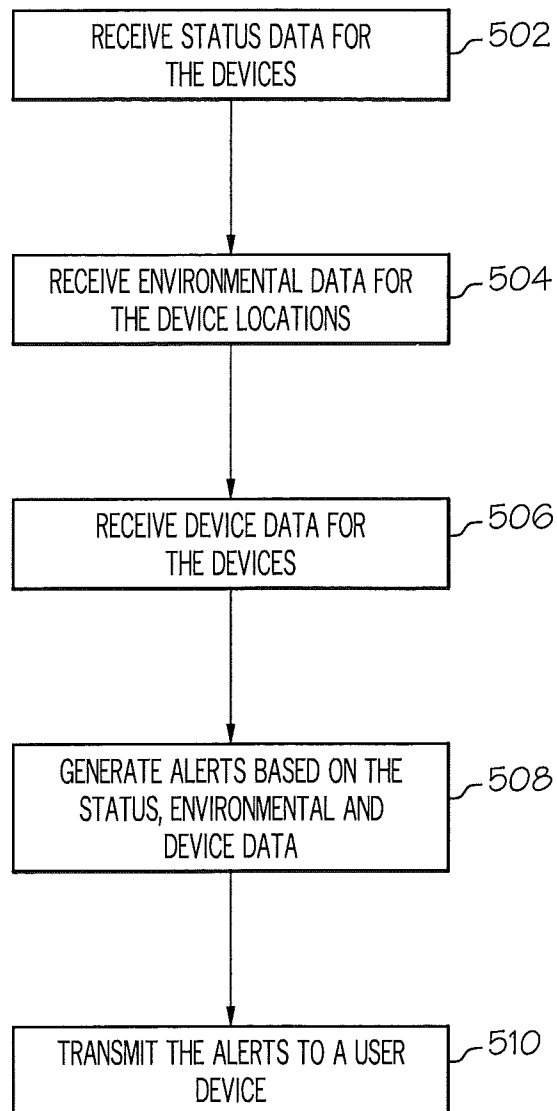 RECEIVE STATUS DATA FOR
THE DEVICES
502
RECEIVE ENVIRONMENTAL DATA FOR
THE DEVICE LOCATIONS
504
RECEIVE DEVICE DATA FOR
THE DEVICES
506
GENERATE ALERTS BASED ON THE
STATUS, ENVIRONMENTAL AND
DEVICE DATA
508
TRANSMIT THE ALERTS TO A USER
DEVICE
510